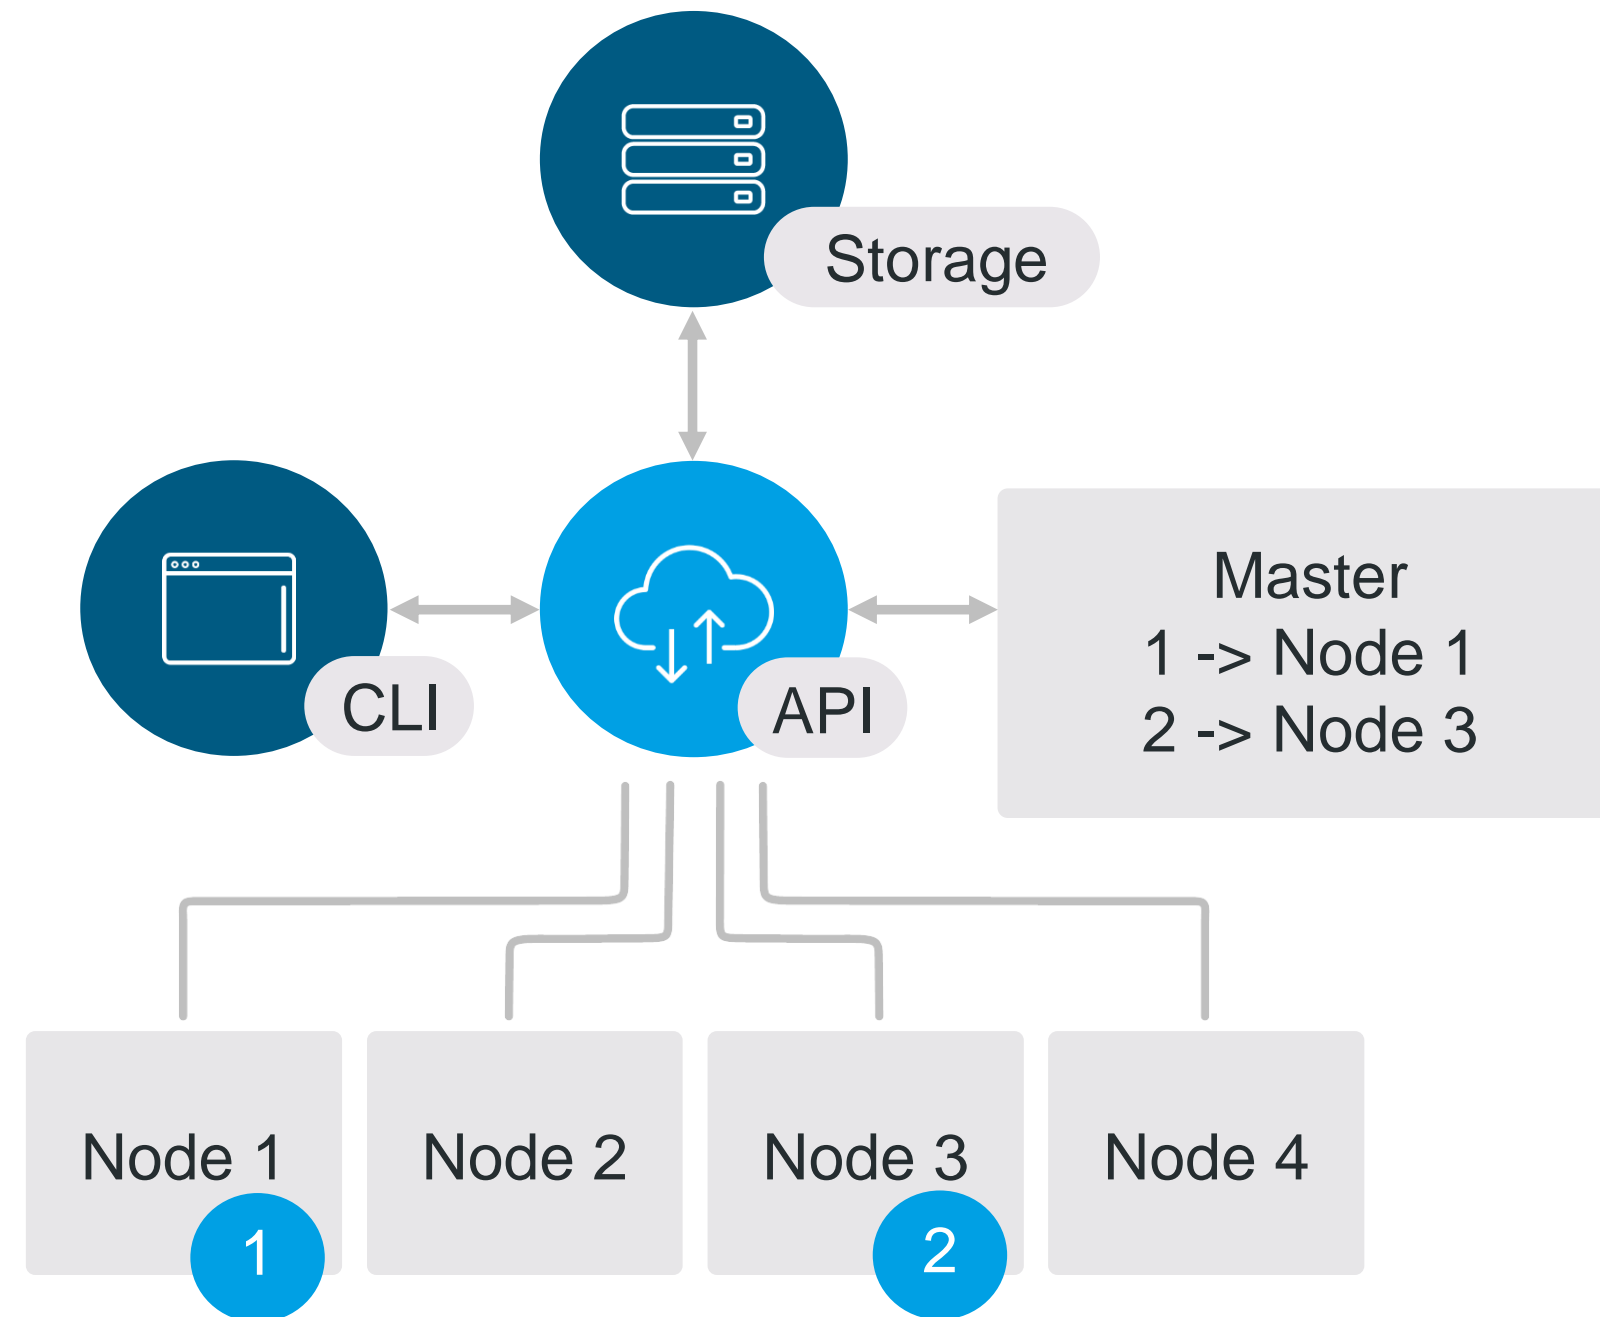 Storage
CLI
API
Master
1 -> Node 1
2 -> Node 3
Node 1
Node 2
Node 3
Node 4
1
2